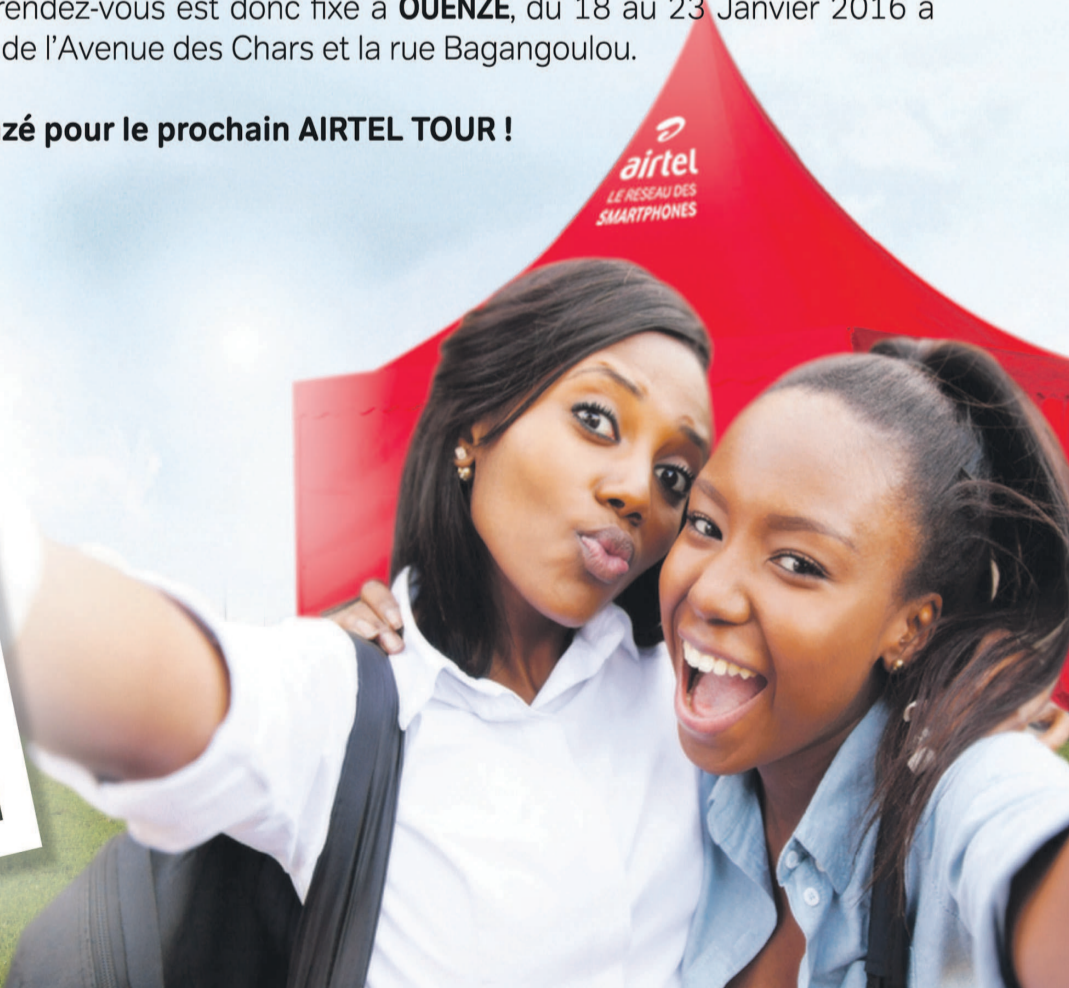 rendez-vous est donc fixé à OUENZÉ, du 18 au 23 Janvier 2016 à
de l'Avenue des Chars et la rue Bagangoulou.
zé pour le prochain AIRTEL TOUR !
airtel
LE RESEAU DES
SMARTPHONES